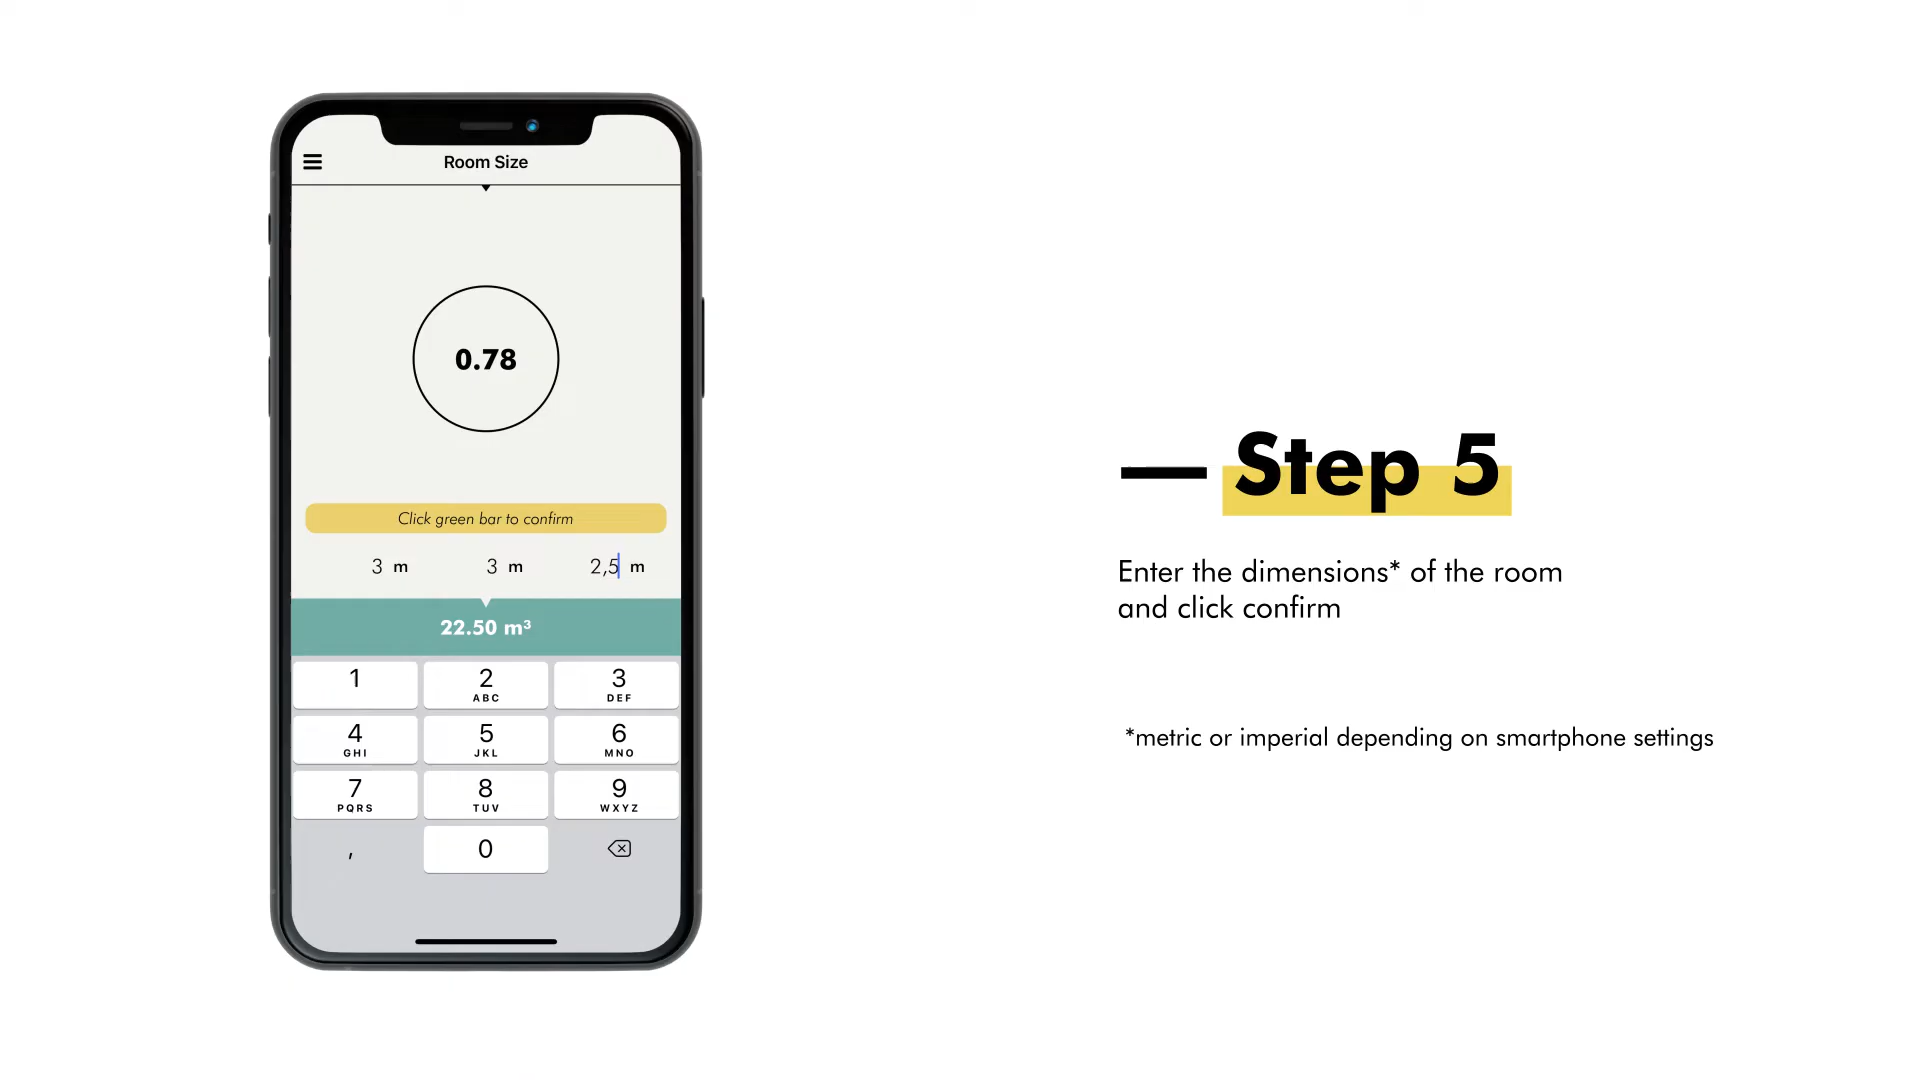 Room Size
0.78
Click green bar to confirm
3 m 3 m 2,5 m
22.50 m³
1 2 3
ABC DEF
4 5 6
GHI JKL MNO
7 8 9
PQRS TUV WXYZ
, 0
— Step 5
Enter the dimensions* of the room
and click confirm
*metric or imperial depending on smartphone settings